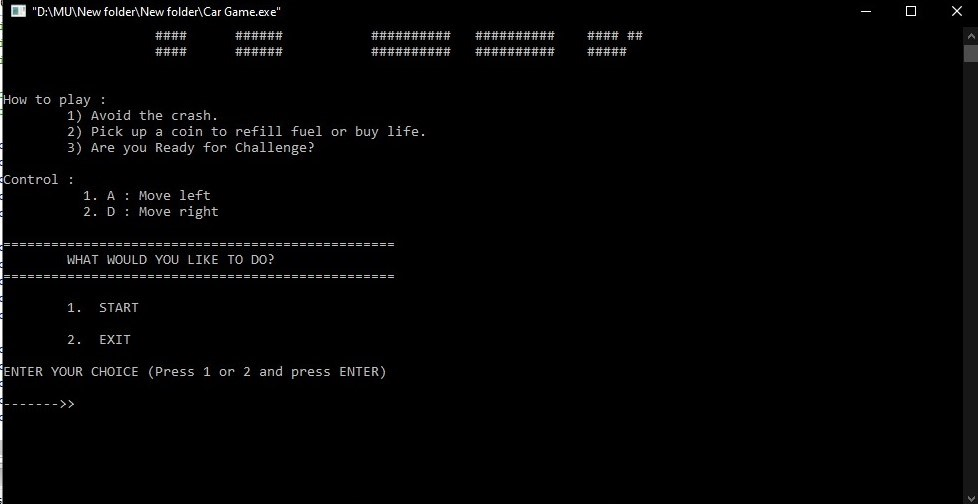 "D:\MU\New folder\New folder\Car Game.exe"
#### ###### ########## ########## #### ##
#### ###### ########## ########## #####
How to play :
1) Avoid the crash.
2) Pick up a coin to refill fuel or buy life.
3) Are you Ready for Challenge?
Control :
1. A : Move left
2. D : Move right
=================================================
WHAT WOULD YOU LIKE TO DO?
=================================================
1. START
2. EXIT
ENTER YOUR CHOICE (Press 1 or 2 and press ENTER)
------->>